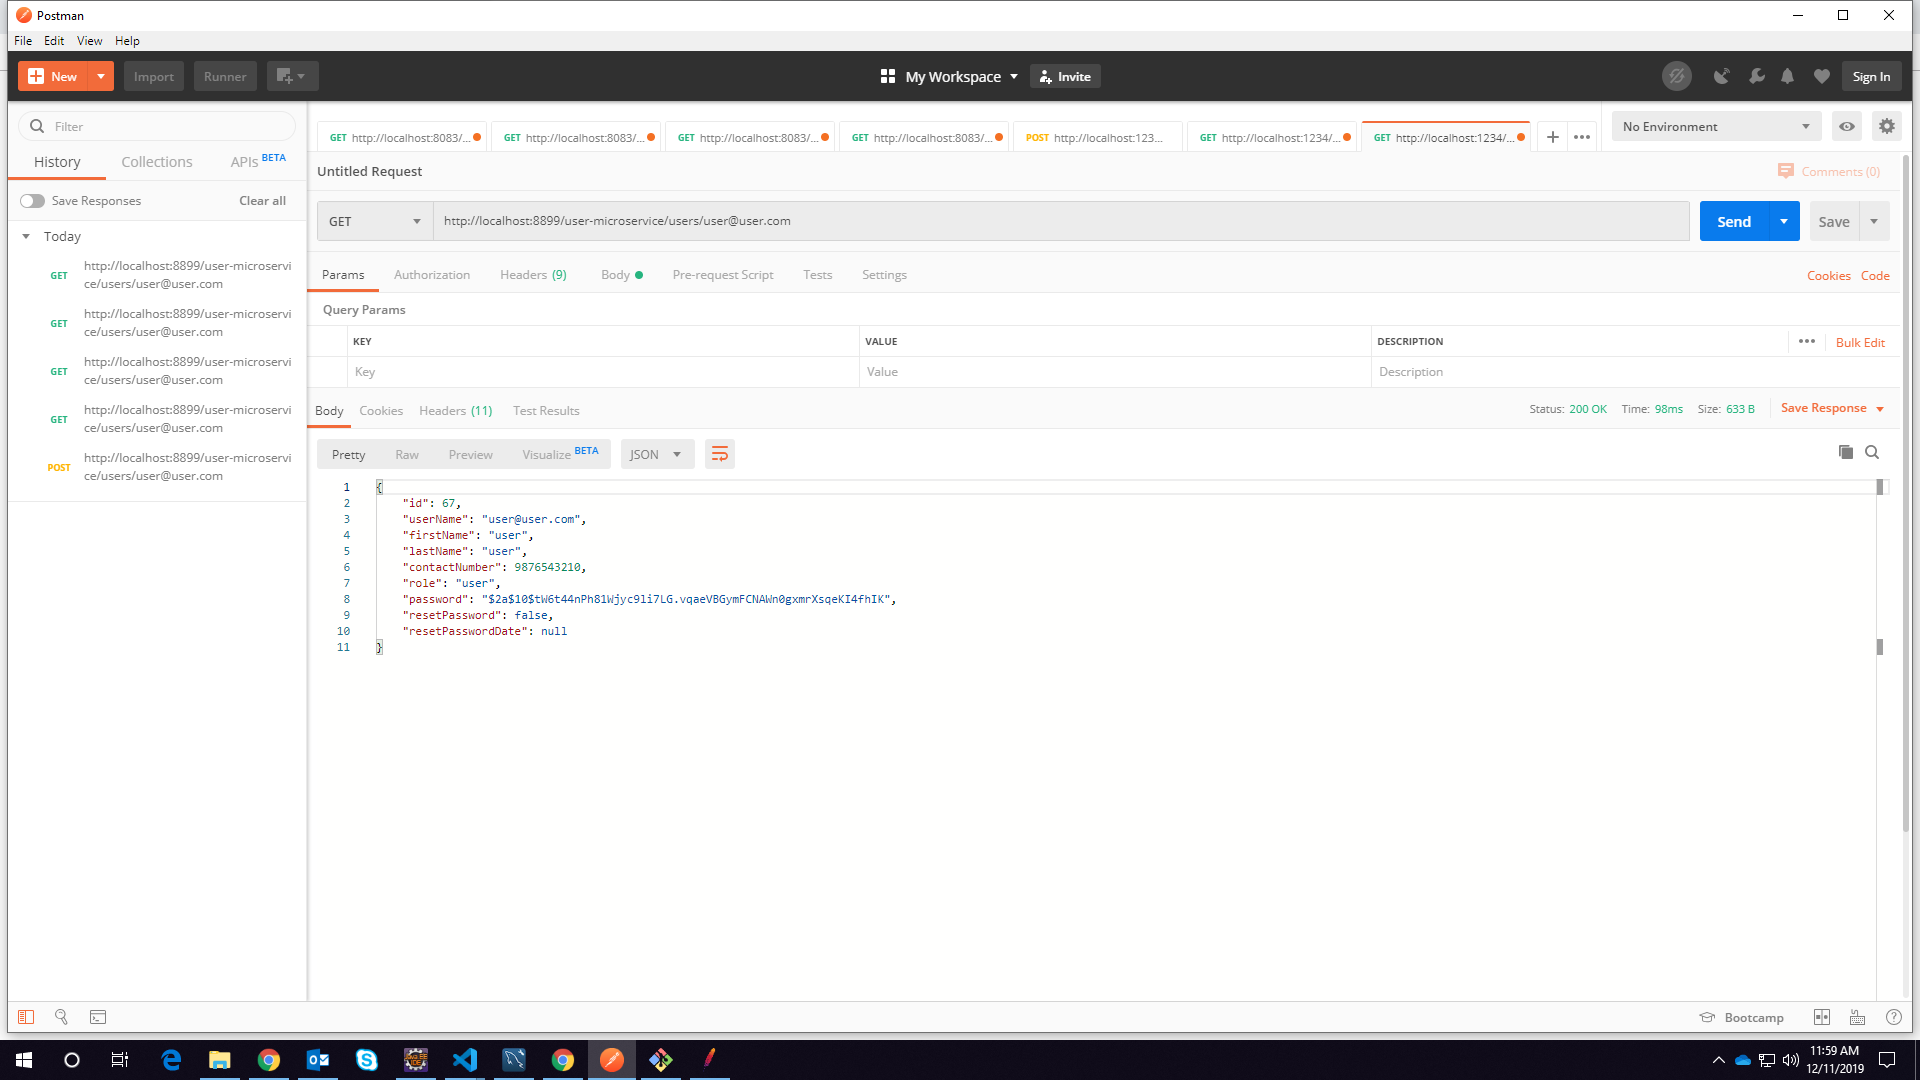 Postman
File Edit View Help
New Import Runner My Workspace Invite Sign In
Filter
History Collections APIs BETA
Save Responses Clear all
Today
GET http://localhost:8899/user-microservi
ce/users/user@user.com
GET http://localhost:8899/user-microservi
ce/users/user@user.com
GET http://localhost:8899/user-microservi
ce/users/user@user.com
GET http://localhost:8899/user-microservi
ce/users/user@user.com
POST http://localhost:8899/user-microservi
ce/users/user@user.com
GET http://localhost:8083/... GET http://localhost:8083/... GET http://localhost:8083/... GET http://localhost:8083/... POST http://localhost:123... GET http://localhost:1234/... GET http://localhost:1234/... + ••• No Environment
Untitled Request Comments (0)
GET http://localhost:8899/user-microservice/users/user@user.com Send Save
Params Authorization Headers (9) Body Pre-request Script Tests Settings Cookies Code
Query Params
KEY VALUE DESCRIPTION ••• Bulk Edit
Key Value Description
Body Cookies Headers (11) Test Results Status: 200 OK Time: 98ms Size: 633 B Save Response
Pretty Raw Preview Visualize BETA JSON
1 {
2 "id": 67,
3 "userName": "user@user.com",
4 "firstName": "user",
5 "lastName": "user",
6 "contactNumber": 9876543210,
7 "role": "user",
8 "password": "$2a$10$tW6t44nPh81Wjyc9li7LG.vqaeVBGymFCNAWn0gxmrXsqeKI4fhIK",
9 "resetPassword": false,
10 "resetPasswordDate": null
11 }
Bootcamp
11:59 AM
12/11/2019